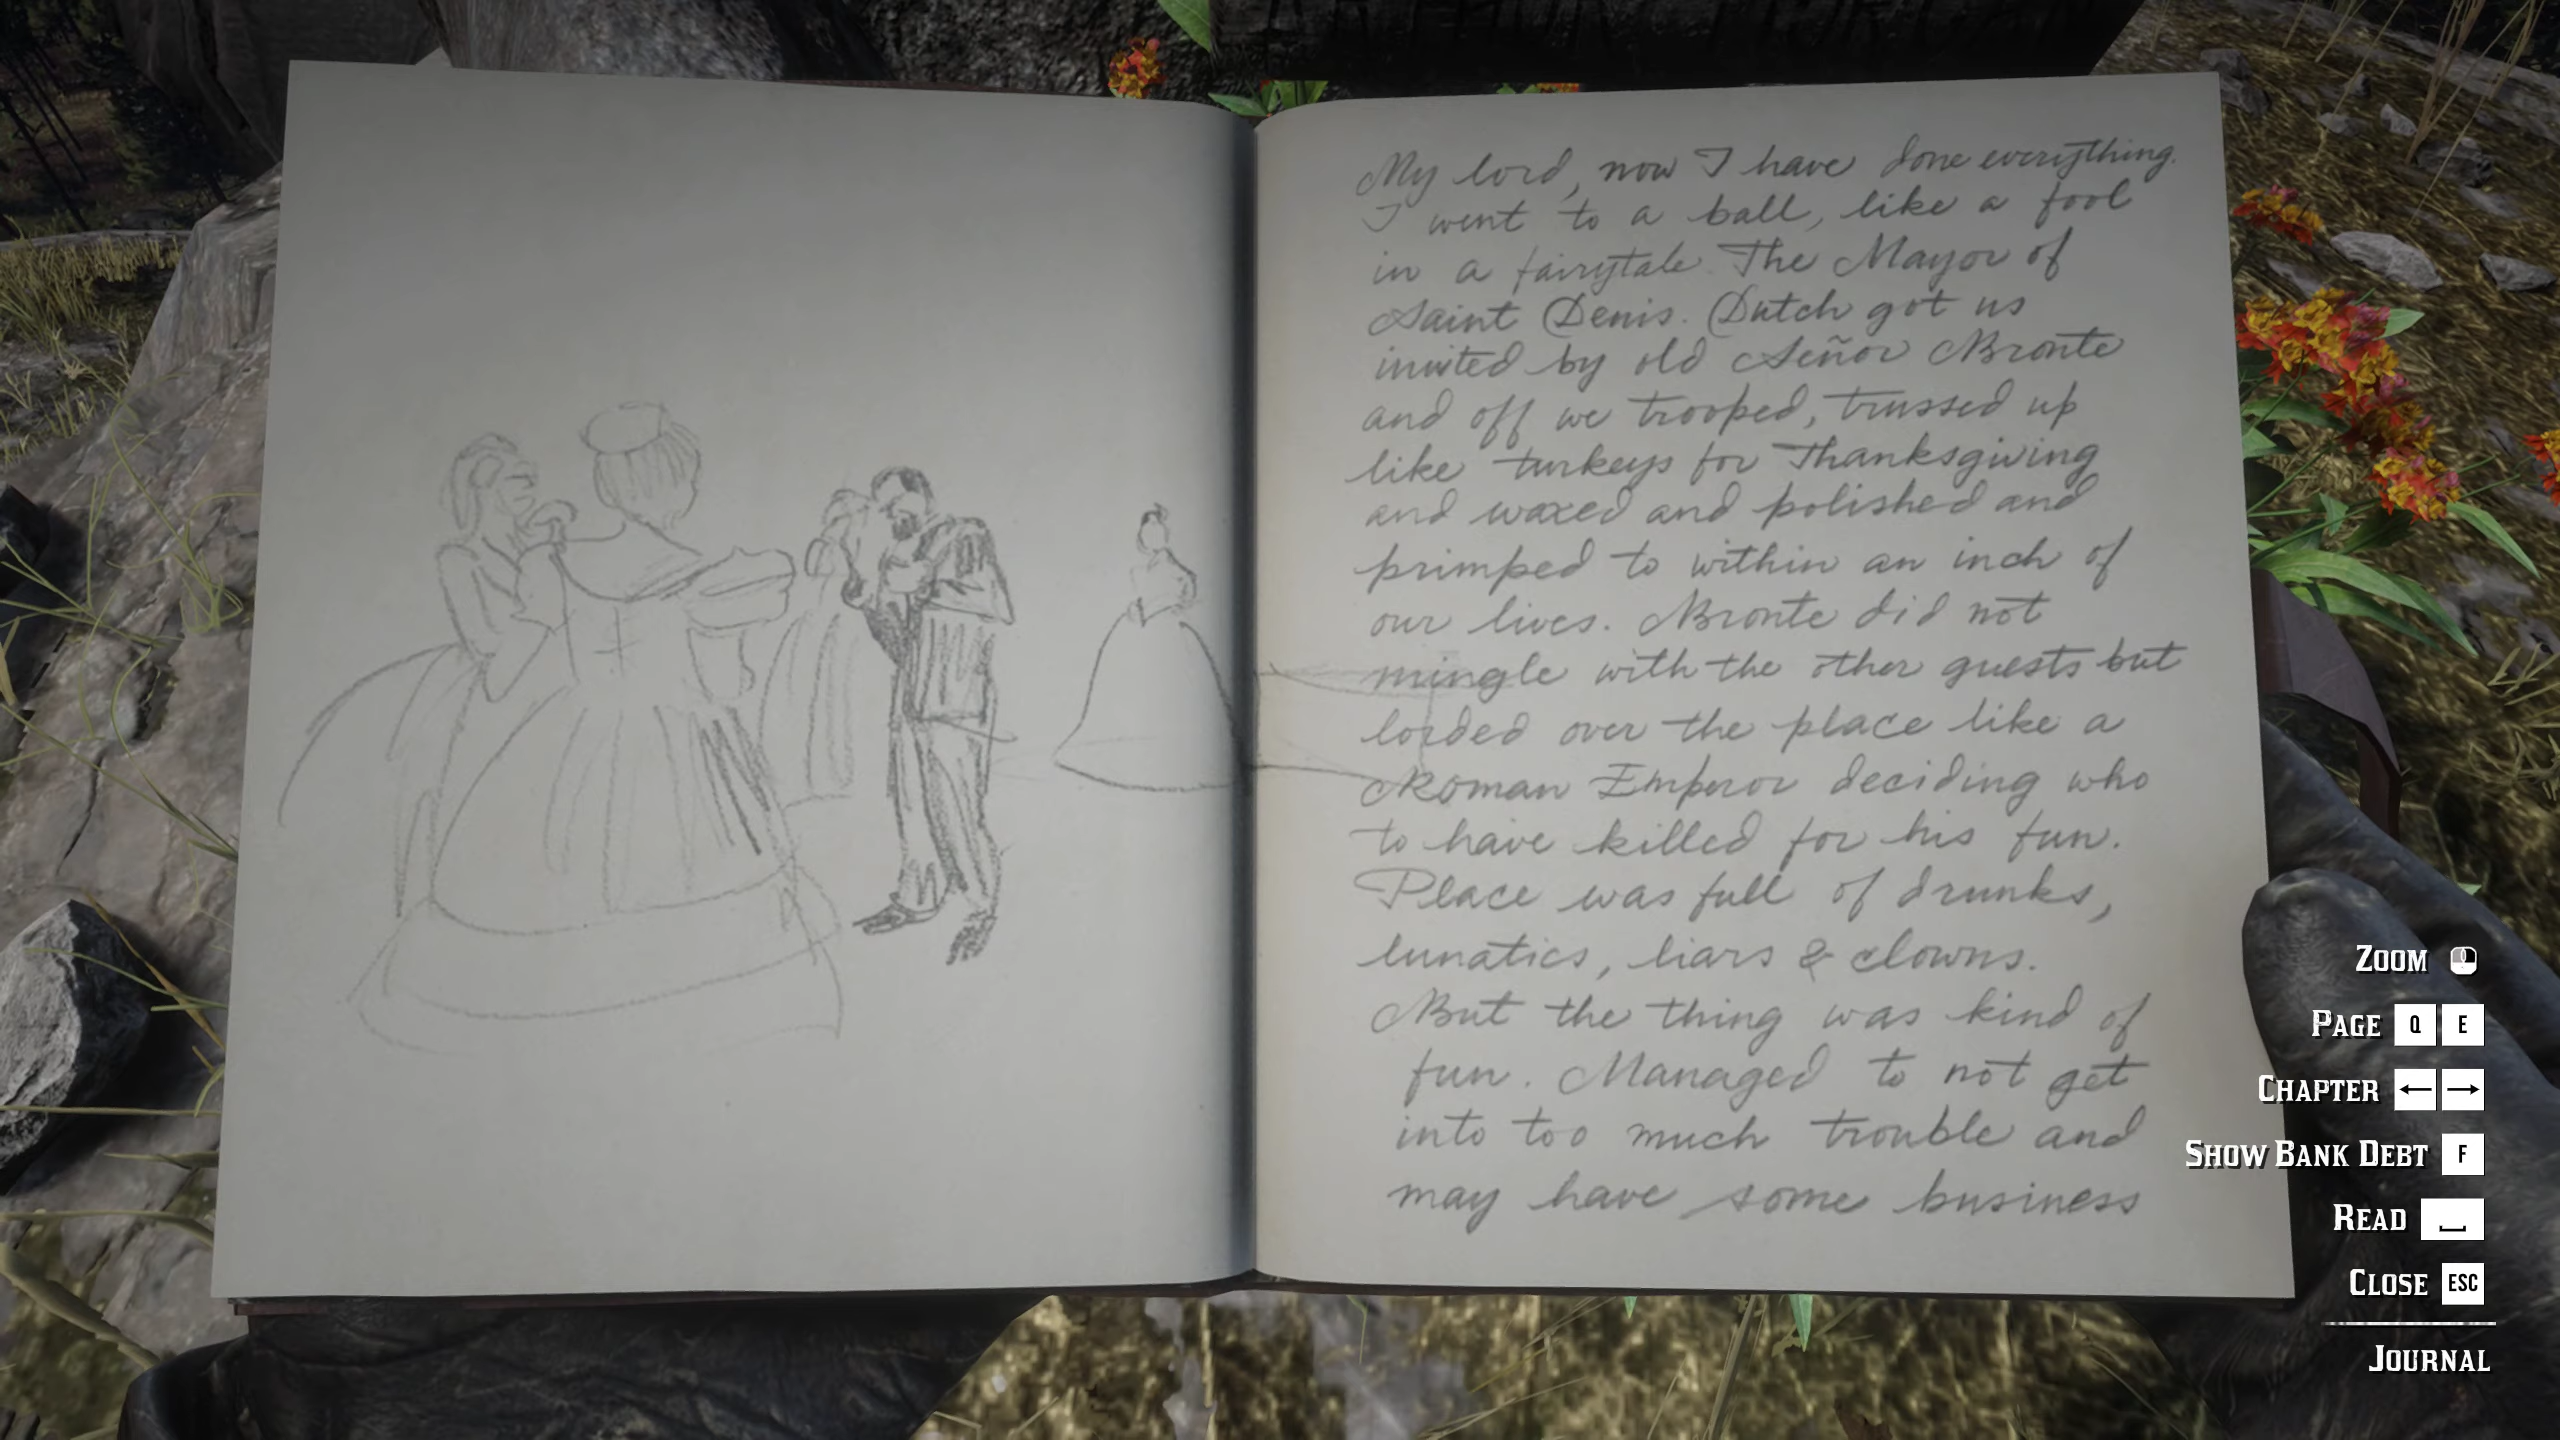 ARTHUR MORGAN
My lord, now I have done everything.
I went to a ball, like a fool
in a fairytale. The Mayor of
Saint Denis. Dutch got us
invited by old Señor Bronte
and off we trooped, trussed up
like turkeys for Thanksgiving
and waxed and polished and
primped to within an inch of
our lives. Bronte did not
mingle with the other guests but
lorded over the place like a
Roman Emperor deciding who
to have killed for his fun.
Place was full of drunks,
lunatics, liars & clowns.
But the thing was kind of
fun. Managed to not get
into too much trouble and
may have some business
ZOOM
PAGE Q E
CHAPTER ← →
SHOW BANK DEBT F
READ
CLOSE ESC
JOURNAL